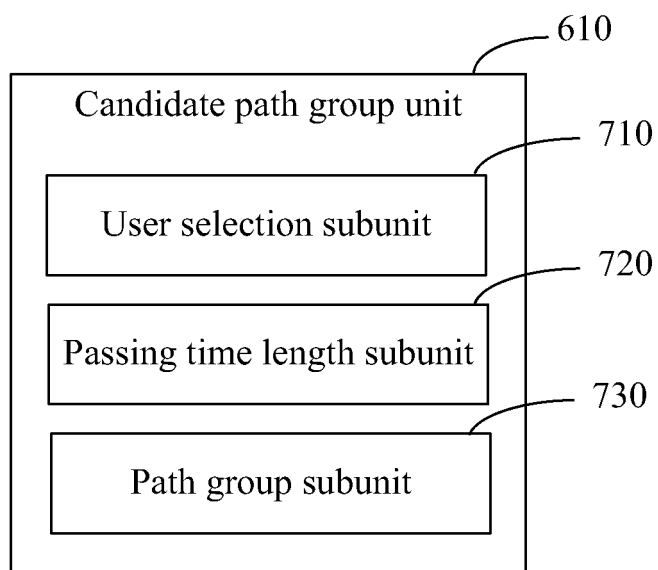 610
Candidate path group unit
710
User selection subunit
720
Passing time length subunit
730
Path group subunit